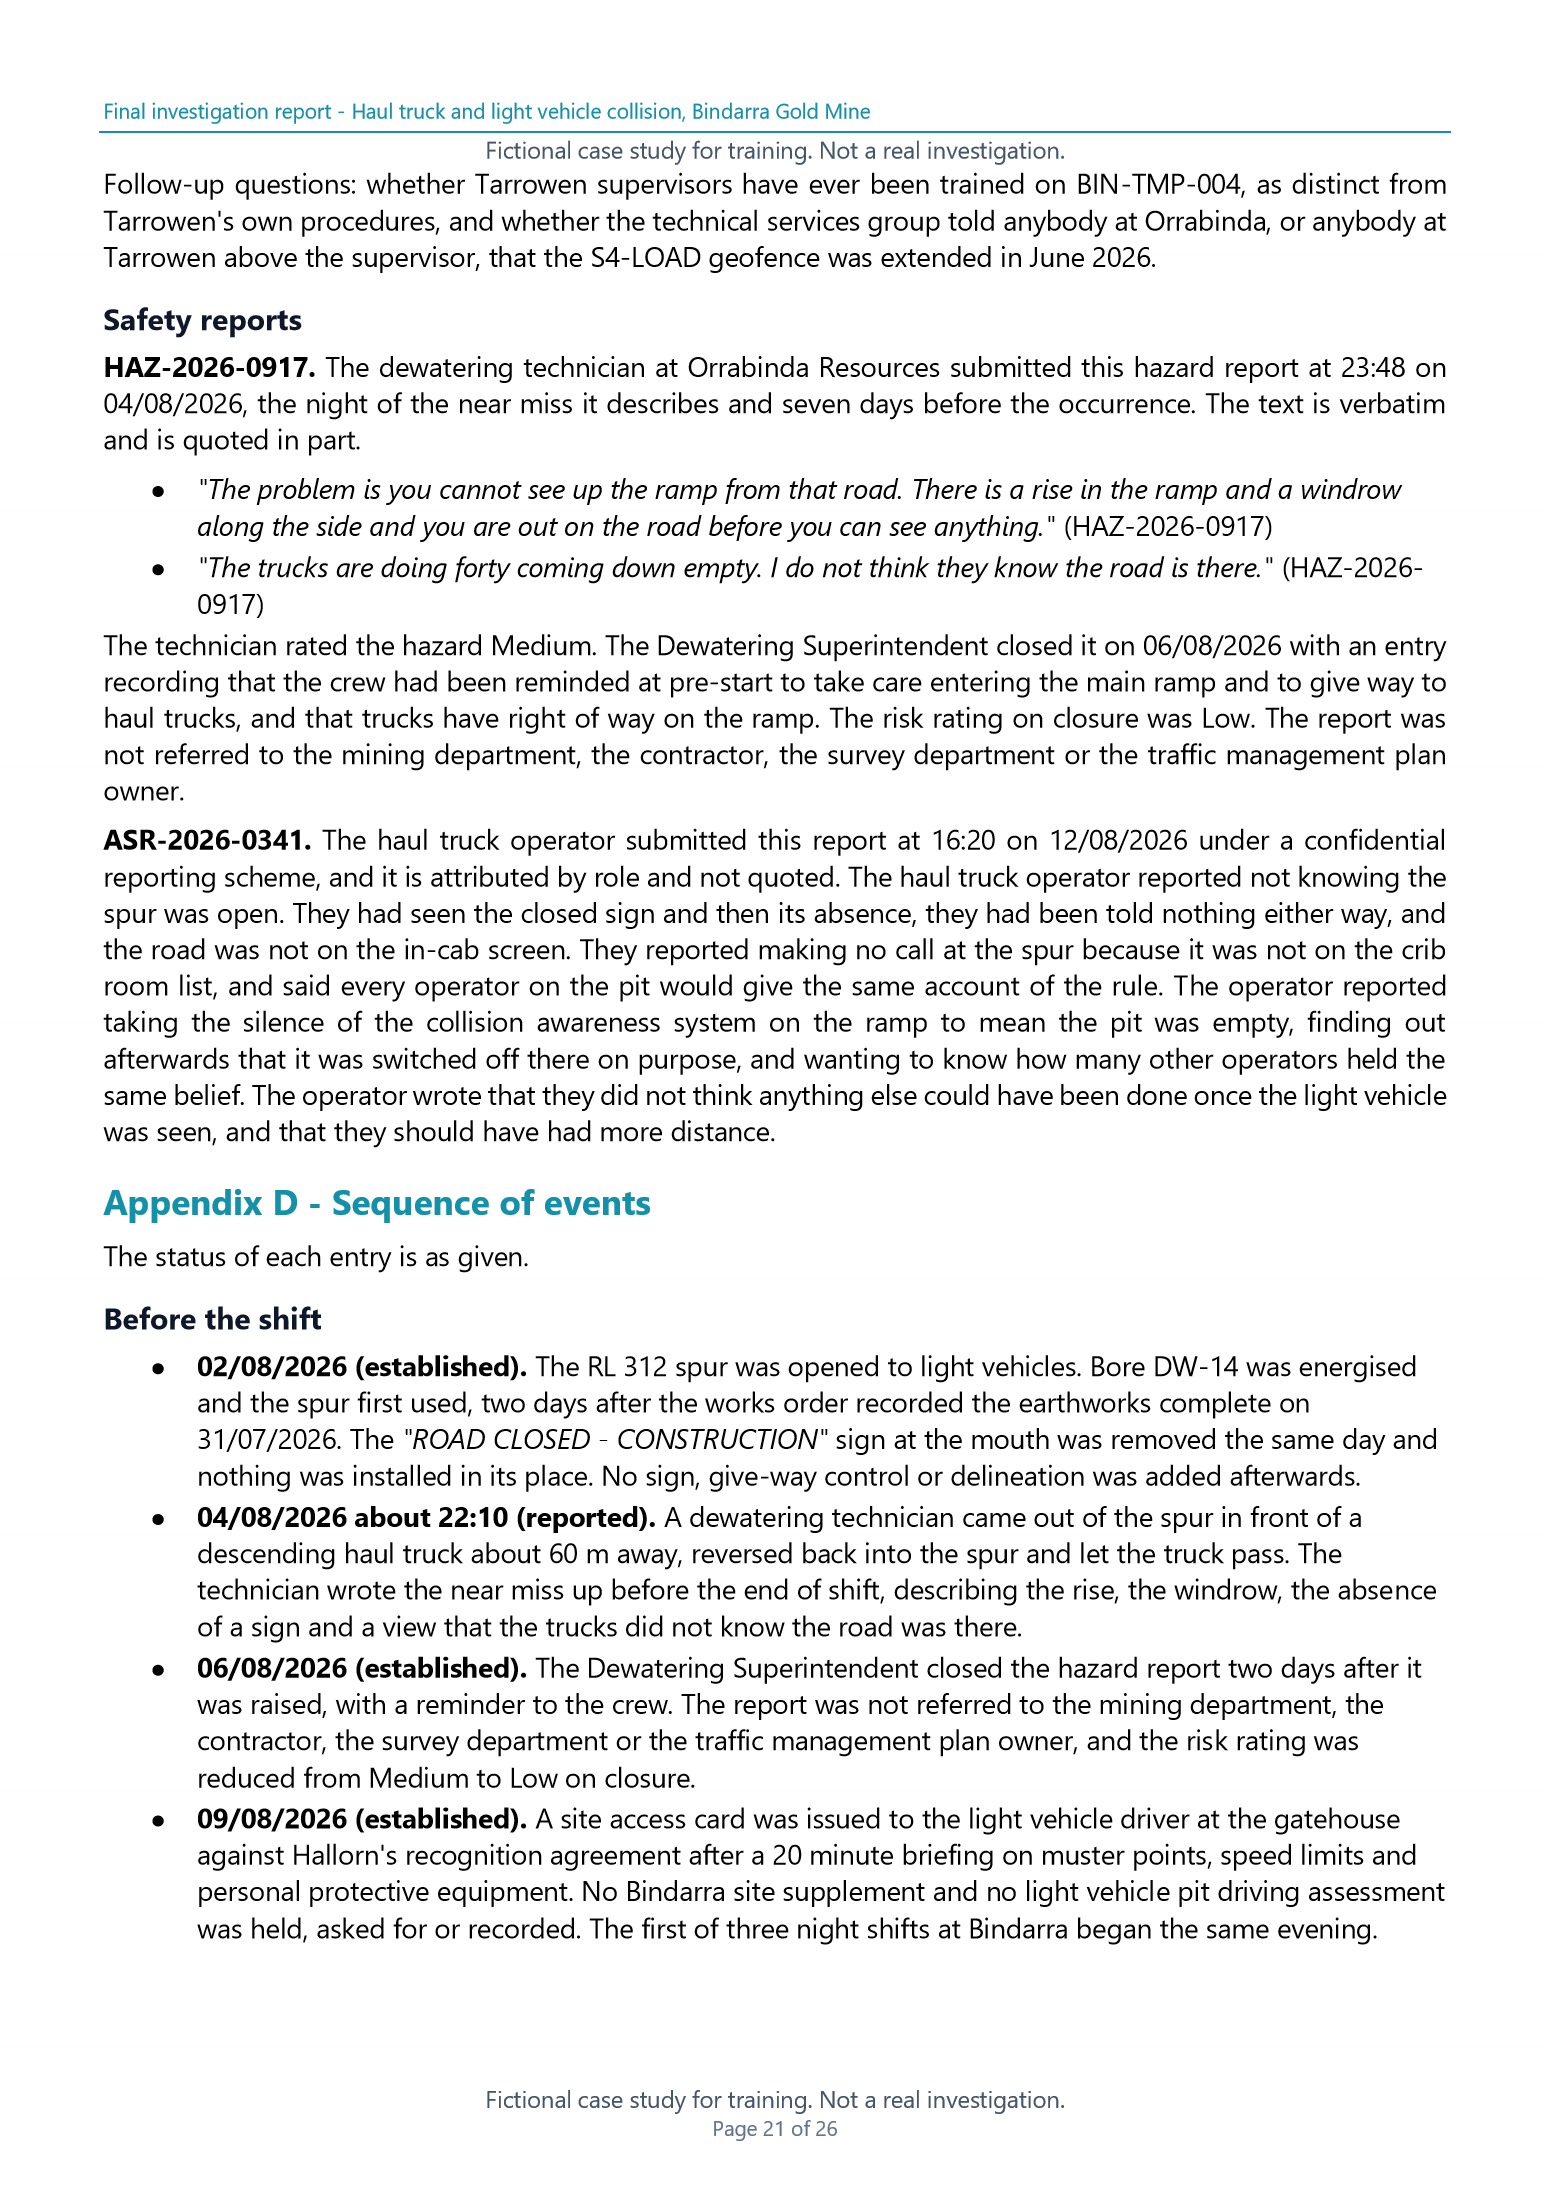 Final investigation report - Haul truck and light vehicle collision, Bindarra Gold Mine
Fictional case study for training. Not a real investigation.
Follow-up questions: whether Tarrowen supervisors have ever been trained on BIN-TMP-004, as distinct from
Tarrowen's own procedures, and whether the technical services group told anybody at Orrabinda, or anybody at
Tarrowen above the supervisor, that the S4-LOAD geofence was extended in June 2026.
Safety reports
HAZ-2026-0917. The dewatering technician at Orrabinda Resources submitted this hazard report at 23:48 on
04/08/2026, the night of the near miss it describes and seven days before the occurrence. The text is verbatim
and is quoted in part.
● "The problem is you cannot see up the ramp from that road. There is a rise in the ramp and a windrow
along the side and you are out on the road before you can see anything." (HAZ-2026-0917)
● "The trucks are doing forty coming down empty. I do not think they know the road is there." (HAZ-2026-
0917)
The technician rated the hazard Medium. The Dewatering Superintendent closed it on 06/08/2026 with an entry
recording that the crew had been reminded at pre-start to take care entering the main ramp and to give way to
haul trucks, and that trucks have right of way on the ramp. The risk rating on closure was Low. The report was
not referred to the mining department, the contractor, the survey department or the traffic management plan
owner.
ASR-2026-0341. The haul truck operator submitted this report at 16:20 on 12/08/2026 under a confidential
reporting scheme, and it is attributed by role and not quoted. The haul truck operator reported not knowing the
spur was open. They had seen the closed sign and then its absence, they had been told nothing either way, and
the road was not on the in-cab screen. They reported making no call at the spur because it was not on the crib
room list, and said every operator on the pit would give the same account of the rule. The operator reported
taking the silence of the collision awareness system on the ramp to mean the pit was empty, finding out
afterwards that it was switched off there on purpose, and wanting to know how many other operators held the
same belief. The operator wrote that they did not think anything else could have been done once the light vehicle
was seen, and that they should have had more distance.
Appendix D - Sequence of events
The status of each entry is as given.
Before the shift
● 02/08/2026 (established). The RL 312 spur was opened to light vehicles. Bore DW-14 was energised
and the spur first used, two days after the works order recorded the earthworks complete on
31/07/2026. The "ROAD CLOSED - CONSTRUCTION" sign at the mouth was removed the same day and
nothing was installed in its place. No sign, give-way control or delineation was added afterwards.
● 04/08/2026 about 22:10 (reported). A dewatering technician came out of the spur in front of a
descending haul truck about 60 m away, reversed back into the spur and let the truck pass. The
technician wrote the near miss up before the end of shift, describing the rise, the windrow, the absence
of a sign and a view that the trucks did not know the road was there.
● 06/08/2026 (established). The Dewatering Superintendent closed the hazard report two days after it
was raised, with a reminder to the crew. The report was not referred to the mining department, the
contractor, the survey department or the traffic management plan owner, and the risk rating was
reduced from Medium to Low on closure.
● 09/08/2026 (established). A site access card was issued to the light vehicle driver at the gatehouse
against Hallorn's recognition agreement after a 20 minute briefing on muster points, speed limits and
personal protective equipment. No Bindarra site supplement and no light vehicle pit driving assessment
was held, asked for or recorded. The first of three night shifts at Bindarra began the same evening.
Fictional case study for training. Not a real investigation.
Page 21 of 26